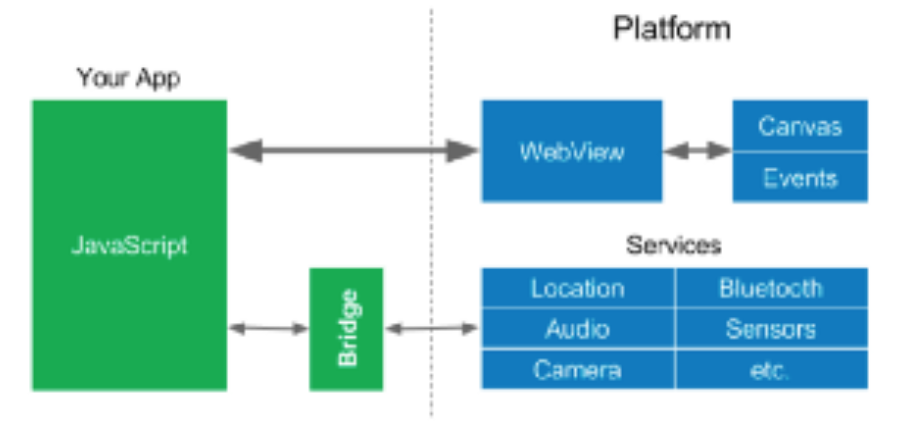 Platform
Your App
JavaScript
Bridge
WebView
Canvas
Events
Services
Location
Bluetooth
Audio
Sensors
Camera
etc.